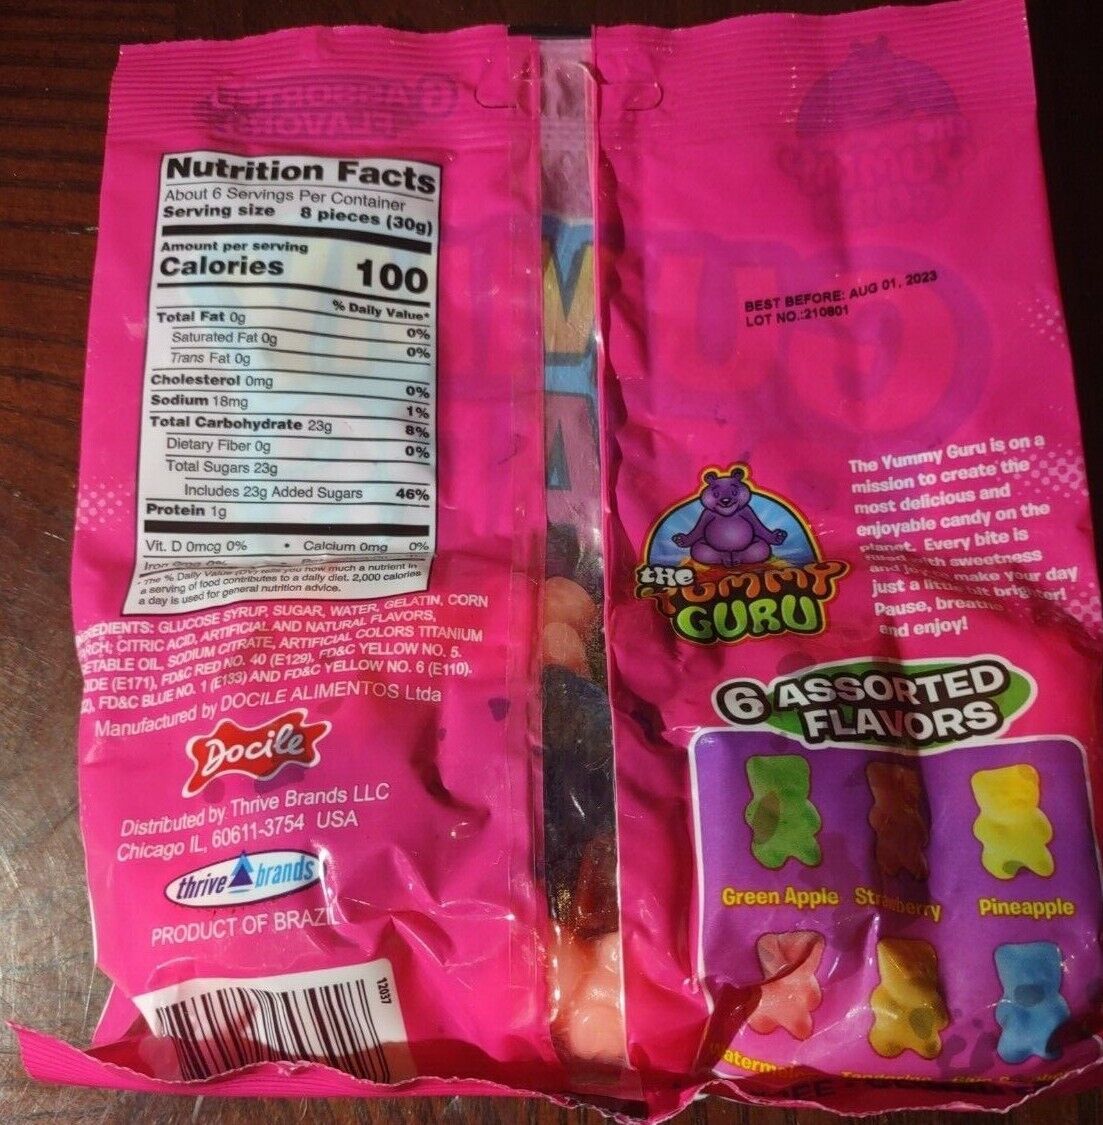 Nutrition Facts
About 6 Servings Per Container
Serving size 8 pieces (30g)
Amount per serving
Calories 100
% Daily Value*
Total Fat 0g 0%
Saturated Fat 0g 0%
Trans Fat 0g
Cholesterol 0mg 0%
Sodium 18mg 1%
Total Carbohydrate 23g 8%
Dietary Fiber 0g 0%
Total Sugars 23g
Includes 23g Added Sugars 46%
Protein 1g
Vit. D 0mcg 0% • Calcium 0mg 0%
how much a nutrient in
a serving of food contributes to a daily diet. 2,000 calories
a day is used for general nutrition advice.
GLUCOSE SYRUP, SUGAR, WATER, GELATIN, CORN
CITRIC ACID, ARTIFICIAL AND NATURAL FLAVORS,
OIL, SODIUM CITRATE, ARTIFICIAL COLORS TITANIUM
(E171), FD&C RED NO. 40 (E129), FD&C YELLOW NO. 5
FD&C BLUE NO. 1 (E133) AND FD&C YELLOW NO. 6 (E110).
Manufactured by DOCILE ALIMENTOS Ltda
Docile
Distributed by Thrive Brands LLC
Chicago IL, 60611-3754 USA
thrive brands
PRODUCT OF
12037
BEST BEFORE: AUG 01, 2023
LOT NO.:210801
The Yummy Guru is on a
mission to create the
most delicious and
enjoyable candy on the
planet. Every bite is
sweetness
make your day
just a little bit brighter!
Pause, breathe
and enjoy!
tHe
YUMMY
GURU
6 ASSORTED
FLAVORS
Green Apple Strawberry Pineapple